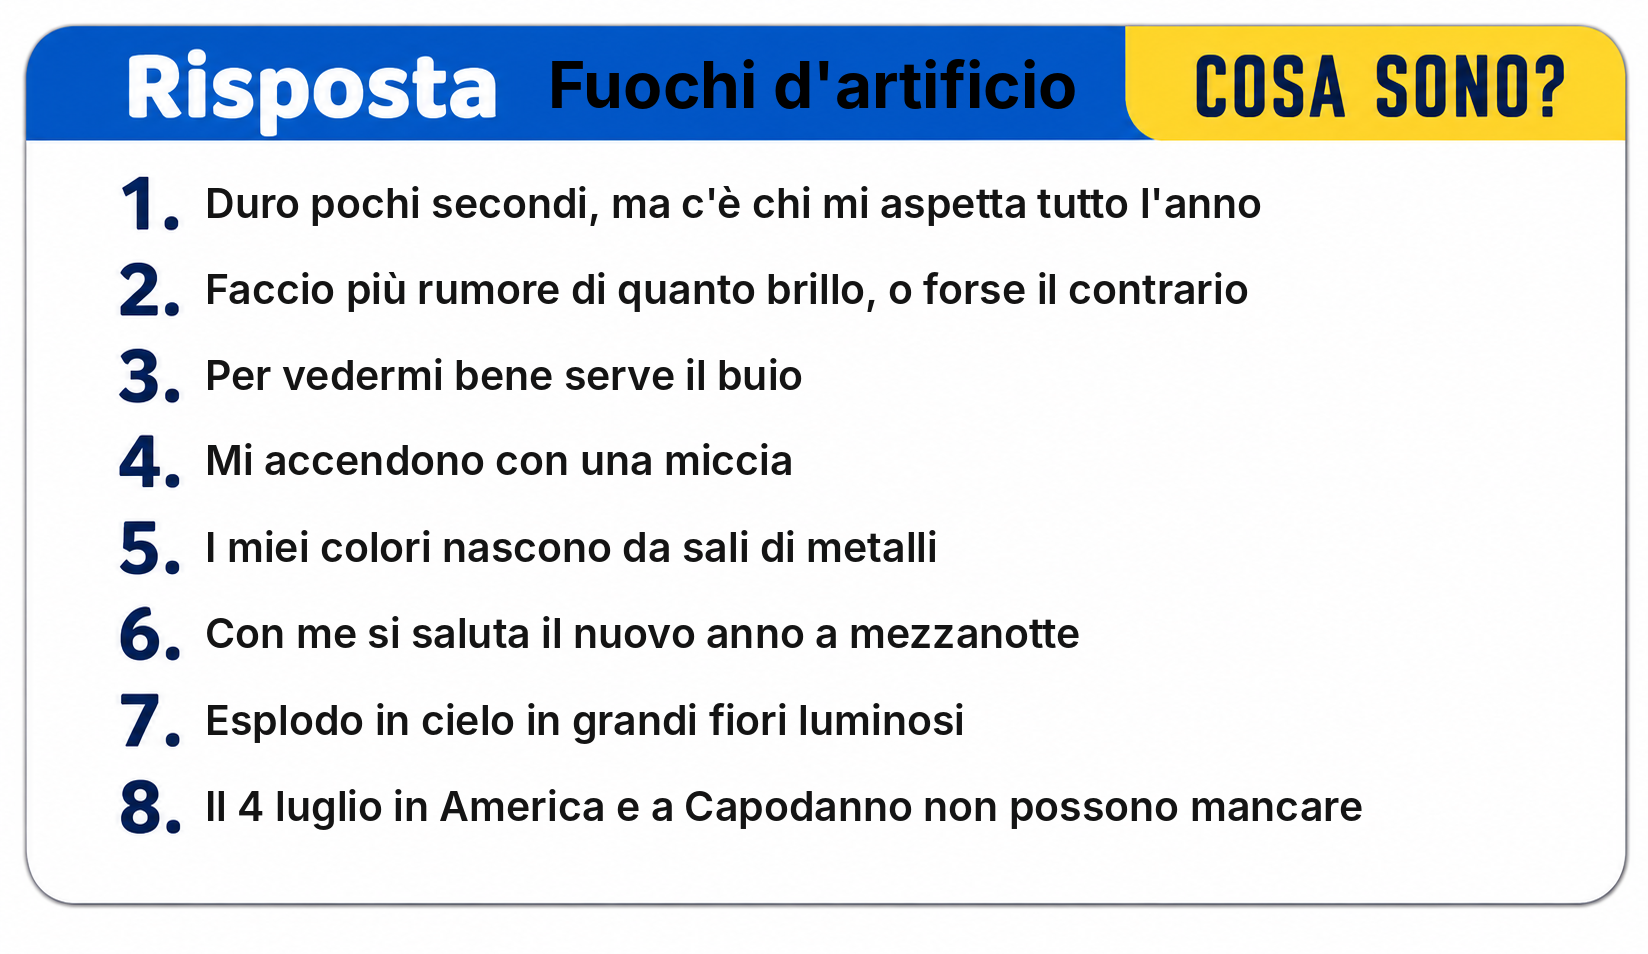 Risposta Fuochi d'artificio COSA SONO?
1. Duro pochi secondi, ma c'è chi mi aspetta tutto l'anno
2. Faccio più rumore di quanto brillo, o forse il contrario
3. Per vedermi bene serve il buio
4. Mi accendono con una miccia
5. I miei colori nascono da sali di metalli
6. Con me si saluta il nuovo anno a mezzanotte
7. Esplodo in cielo in grandi fiori luminosi
8. Il 4 luglio in America e a Capodanno non possono mancare